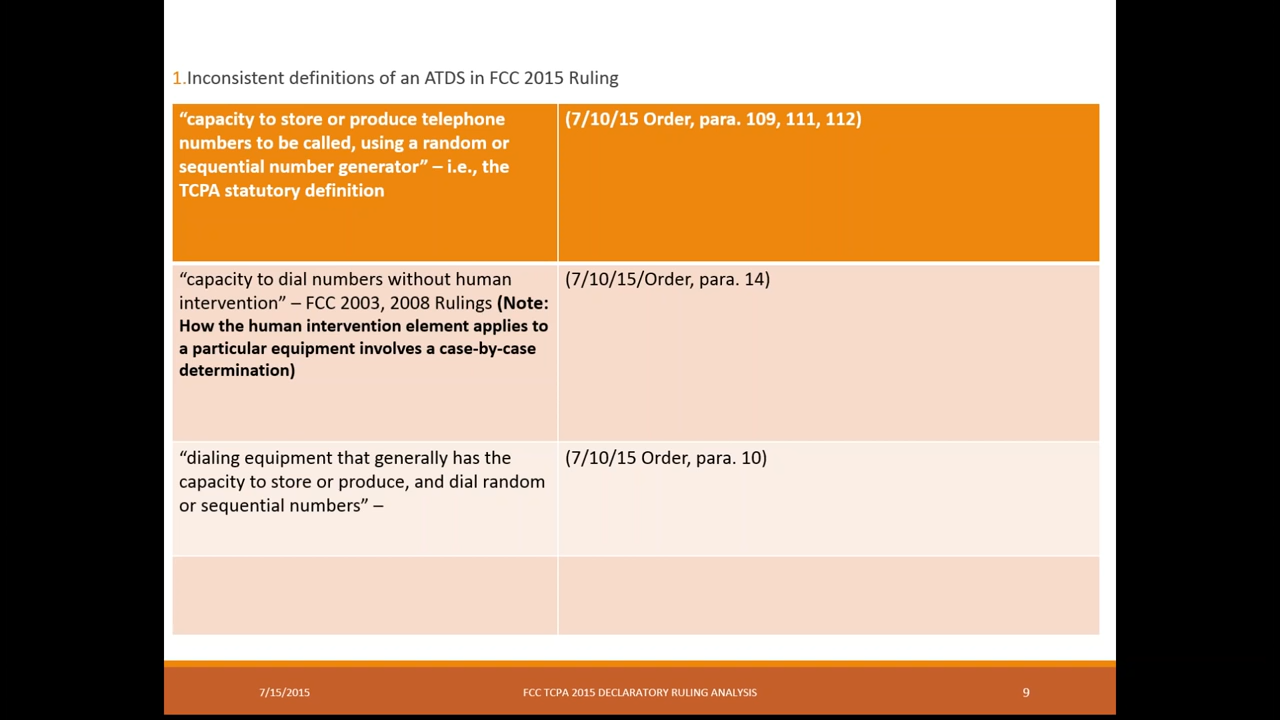 1.Inconsistent definitions of an ATDS in FCC 2015 Ruling
“capacity to store or produce telephone
numbers to be called, using a random or
sequential number generator” – i.e., the
TCPA statutory definition
(7/10/15 Order, para. 109, 111, 112)
“capacity to dial numbers without human
intervention” – FCC 2003, 2008 Rulings (Note:
How the human intervention element applies to
a particular equipment involves a case-by-case
determination)
(7/10/15/Order, para. 14)
“dialing equipment that generally has the
capacity to store or produce, and dial random
or sequential numbers” –
(7/10/15 Order, para. 10)
7/15/2015
FCC TCPA 2015 DECLARATORY RULING ANALYSIS
9